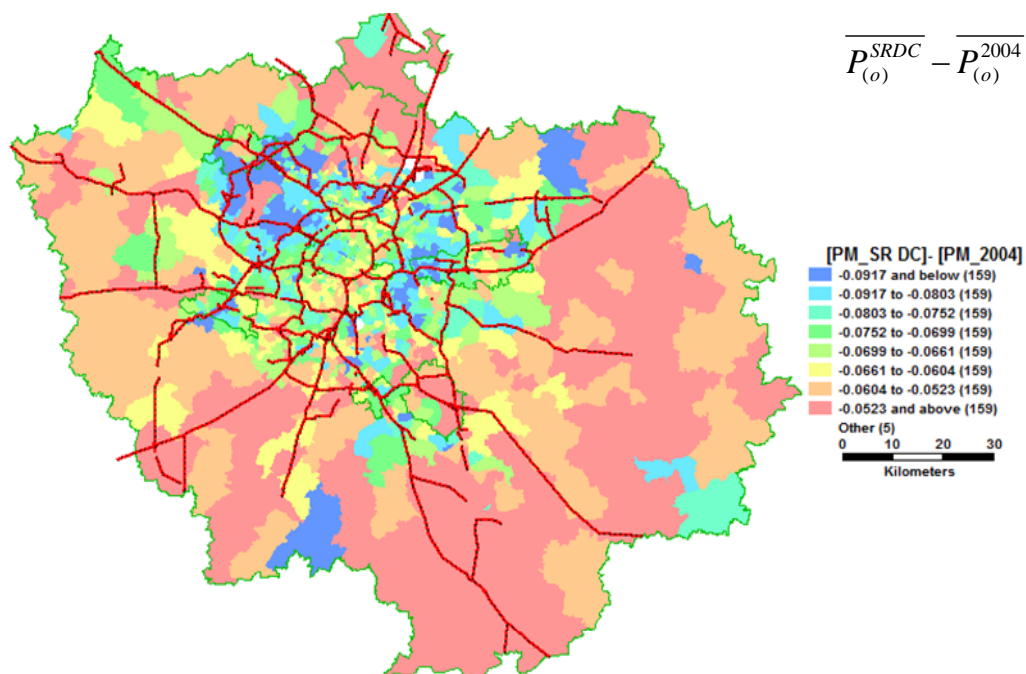 P(o)^SRDC − P(o)^2004
[PM_SR DC]- [PM_2004]
-0.0917 and below (159)
-0.0917 to -0.0803 (159)
-0.0803 to -0.0752 (159)
-0.0752 to -0.0699 (159)
-0.0699 to -0.0661 (159)
-0.0661 to -0.0604 (159)
-0.0604 to -0.0523 (159)
-0.0523 and above (159)
Other (5)
0 10 20 30
Kilometers